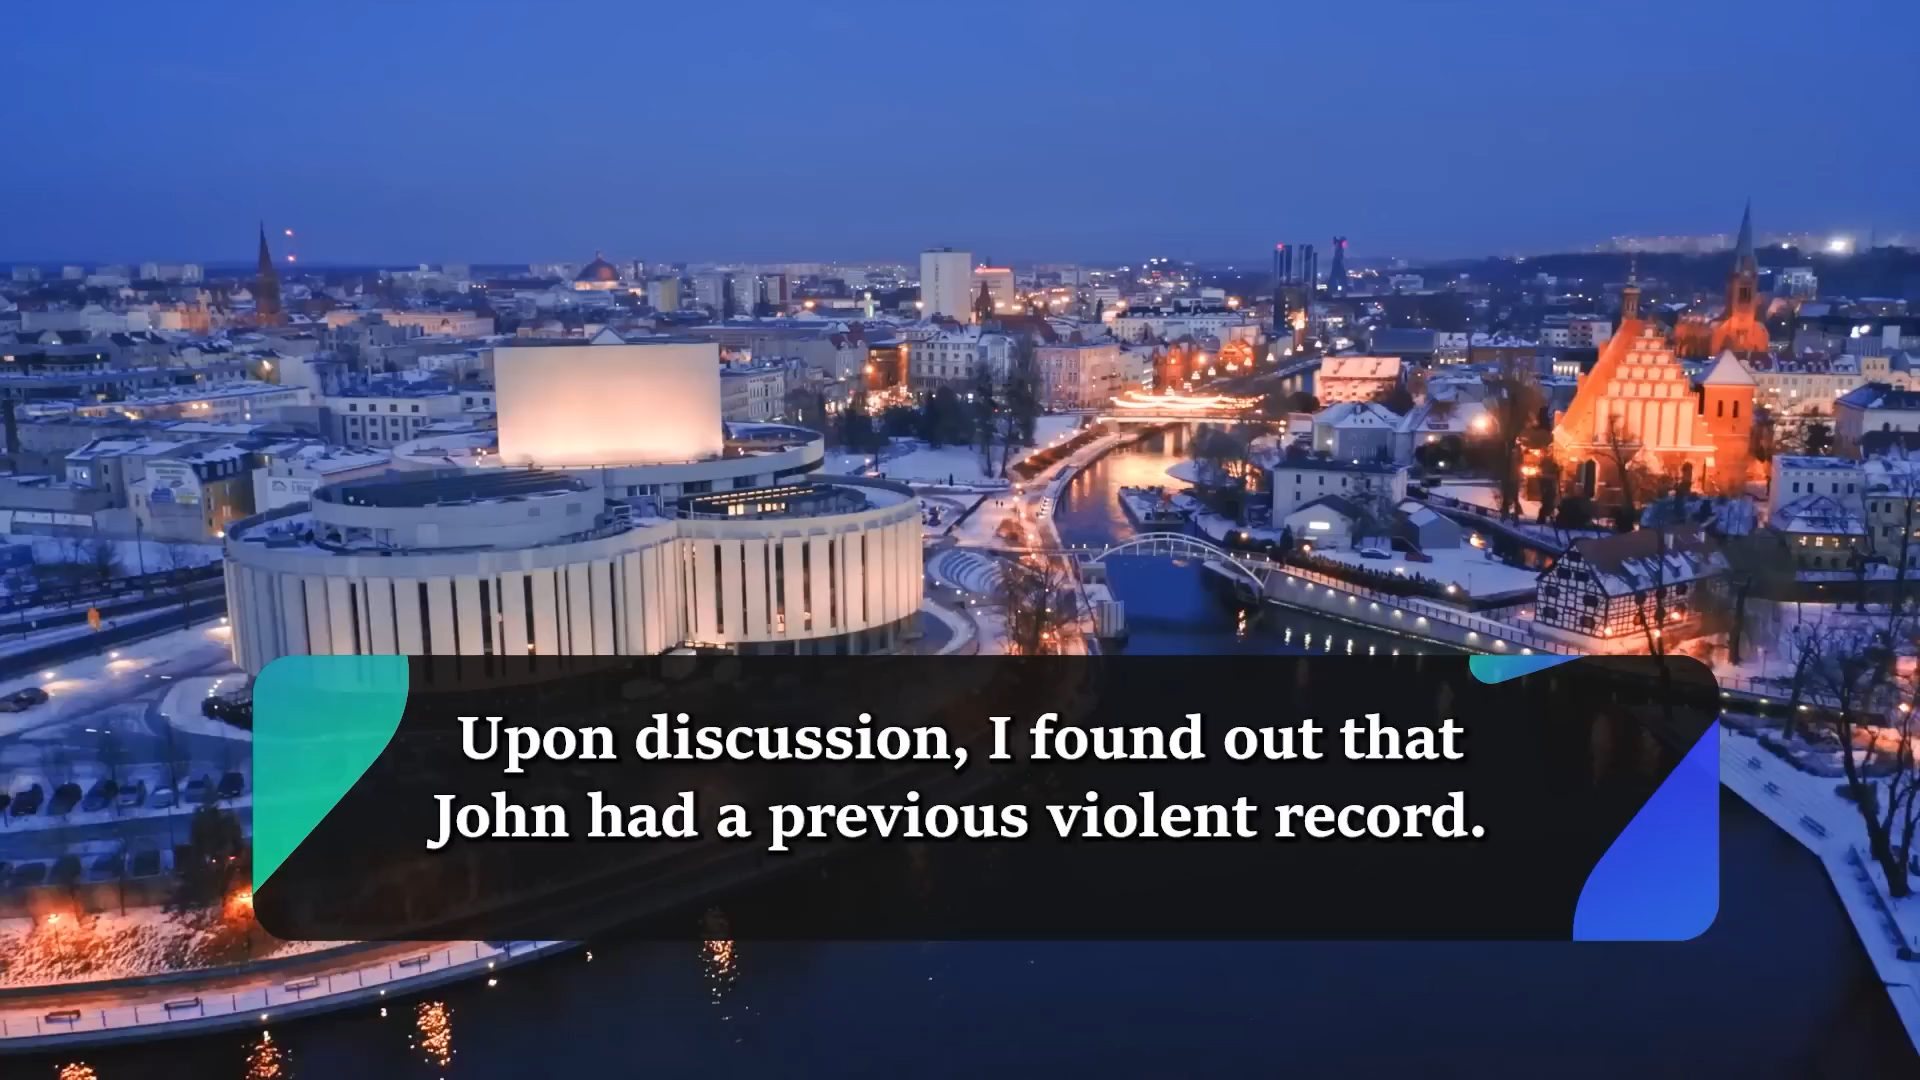 Upon discussion, I found out that
John had a previous violent record.